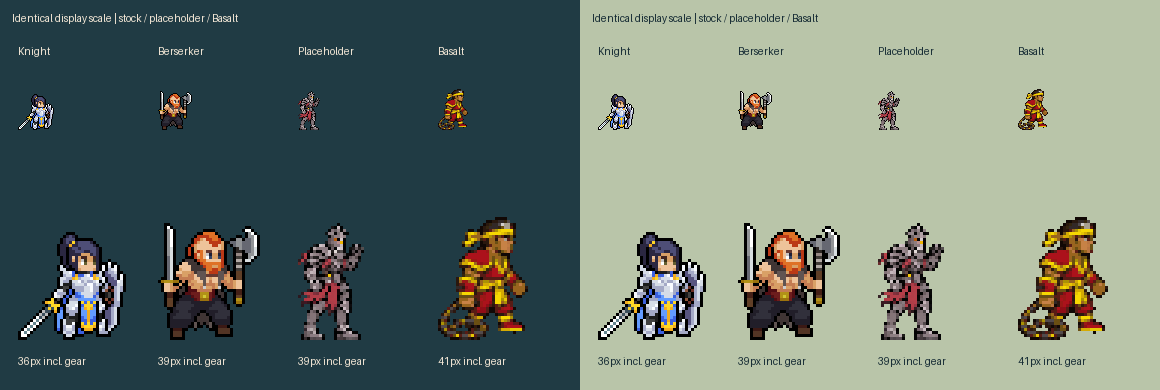 Identical display scale | stock / placeholder / Basalt
Knight Berserker Placeholder Basalt
36px incl. gear 39px incl. gear 39px incl. gear 41px incl. gear
Identical display scale | stock / placeholder / Basalt
Knight Berserker Placeholder Basalt
36px incl. gear 39px incl. gear 39px incl. gear 41px incl. gear